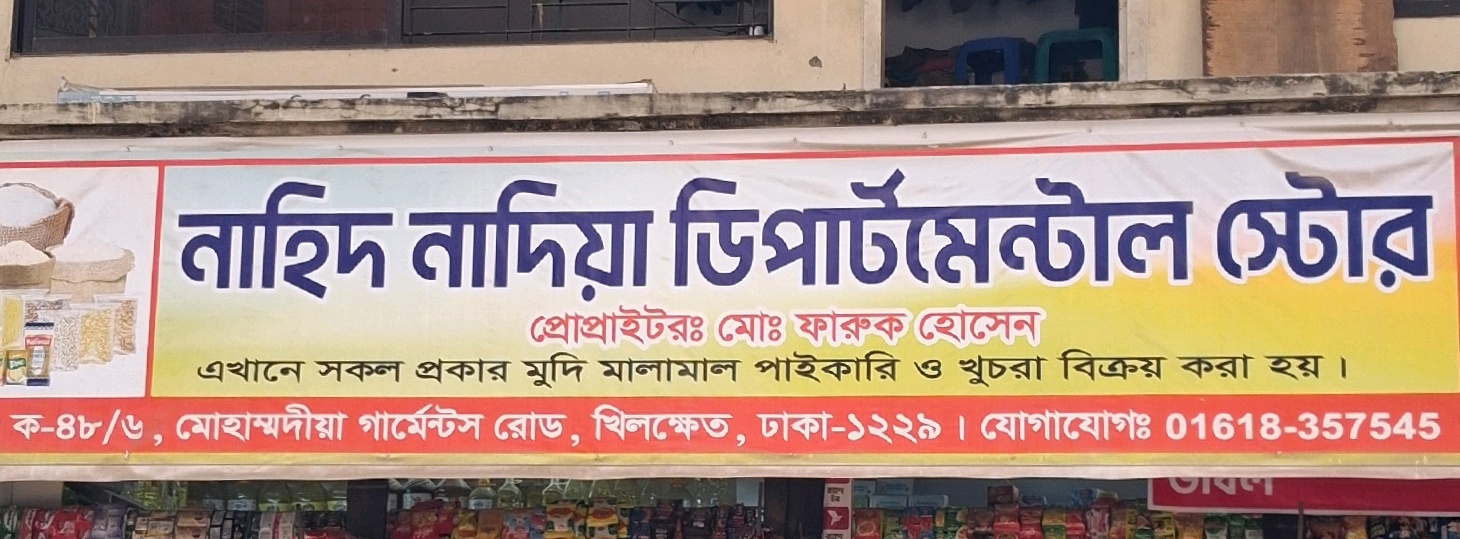 নাহিদ নাদিয়া ডিপার্টমেন্টাল স্টোর
প্রোপ্রাইটরঃ মোঃ ফারুক হোসেন
এখানে সকল প্রকার মুদি মালামাল পাইকারি ও খুচরা বিক্রয় করা হয়।
ক-৪৮/৬, মোহাম্মদীয়া গার্মেন্টস রোড, খিলক্ষেত, ঢাকা-১২২৯। যোগাযোগঃ 01618-357545